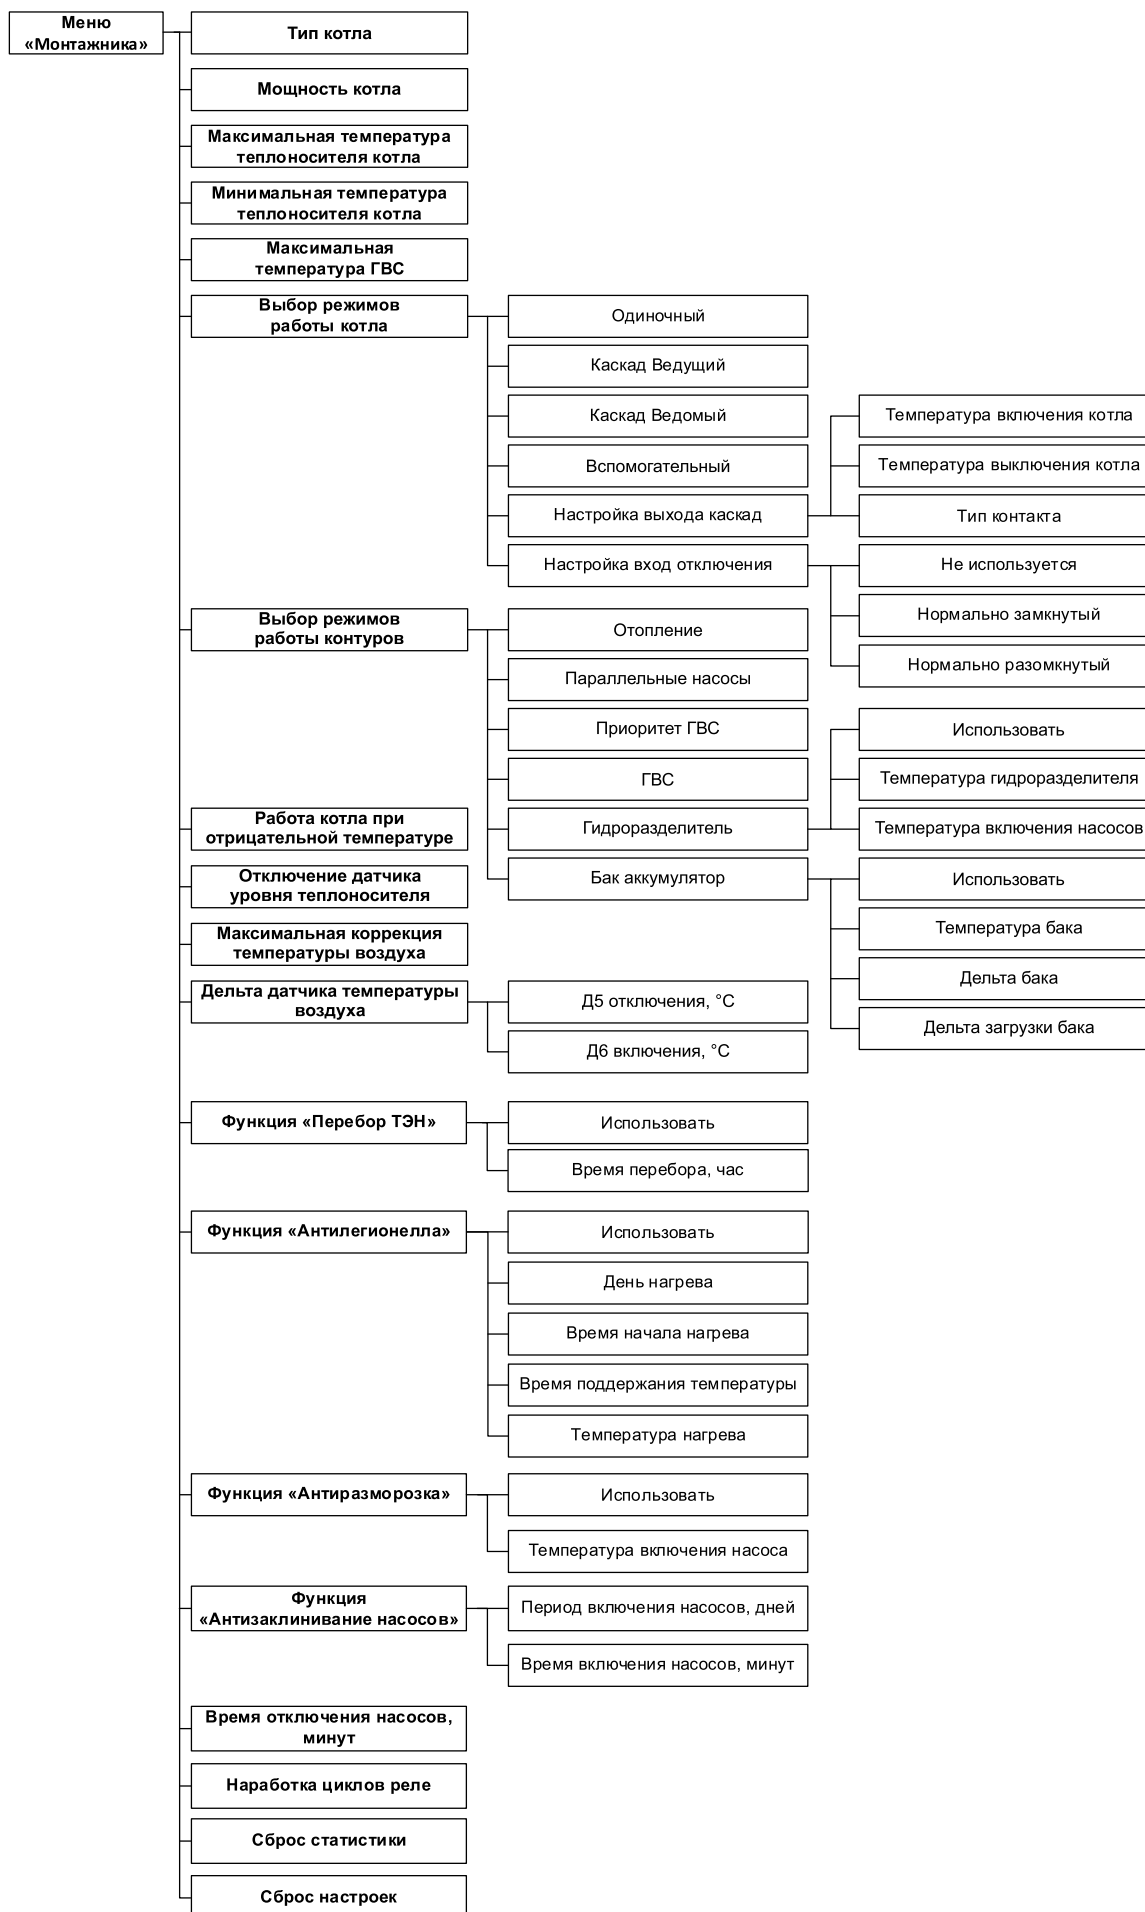 Меню
«Монтажника»
Тип котла
Мощность котла
Максимальная температура
теплоносителя котла
Минимальная температура
теплоносителя котла
Максимальная
температура ГВС
Выбор режимов
работы котла
Одиночный
Каскад Ведущий
Каскад Ведомый
Вспомогательный
Настройка выхода каскад
Температура включения котла
Температура выключения котла
Тип контакта
Настройка вход отключения
Не используется
Нормально замкнутый
Нормально разомкнутый
Выбор режимов
работы контуров
Отопление
Параллельные насосы
Приоритет ГВС
ГВС
Гидроразделитель
Использовать
Температура гидроразделителя
Температура включения насосов
Бак аккумулятор
Использовать
Температура бака
Дельта бака
Дельта загрузки бака
Работа котла при
отрицательной температуре
Отключение датчика
уровня теплоносителя
Максимальная коррекция
температуры воздуха
Дельта датчика температуры
воздуха
Д5 отключения, °С
Д6 включения, °С
Функция «Перебор ТЭН»
Использовать
Время перебора, час
Функция «Антилегионелла»
Использовать
День нагрева
Время начала нагрева
Время поддержания температуры
Температура нагрева
Функция «Антиразморозка»
Использовать
Температура включения насоса
Функция
«Антизаклинивание насосов»
Период включения насосов, дней
Время включения насосов, минут
Время отключения насосов,
минут
Наработка циклов реле
Сброс статистики
Сброс настроек